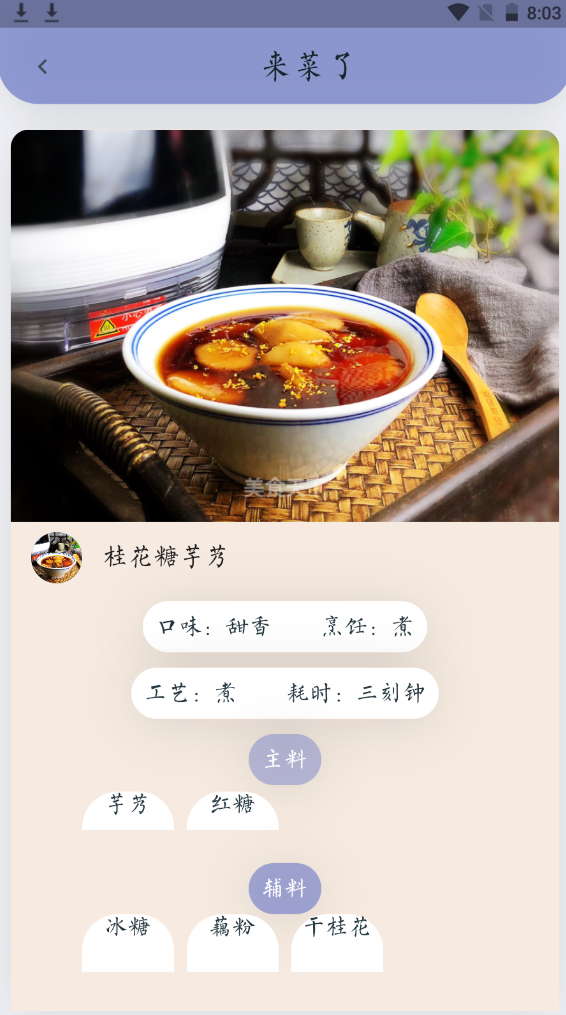 8:03
来菜了
小心
美食天
桂花糖芋艿
口味：甜香 烹饪：煮
工艺：煮 耗时：三刻钟
主料
芋艿 红糖
辅料
冰糖 藕粉 干桂花